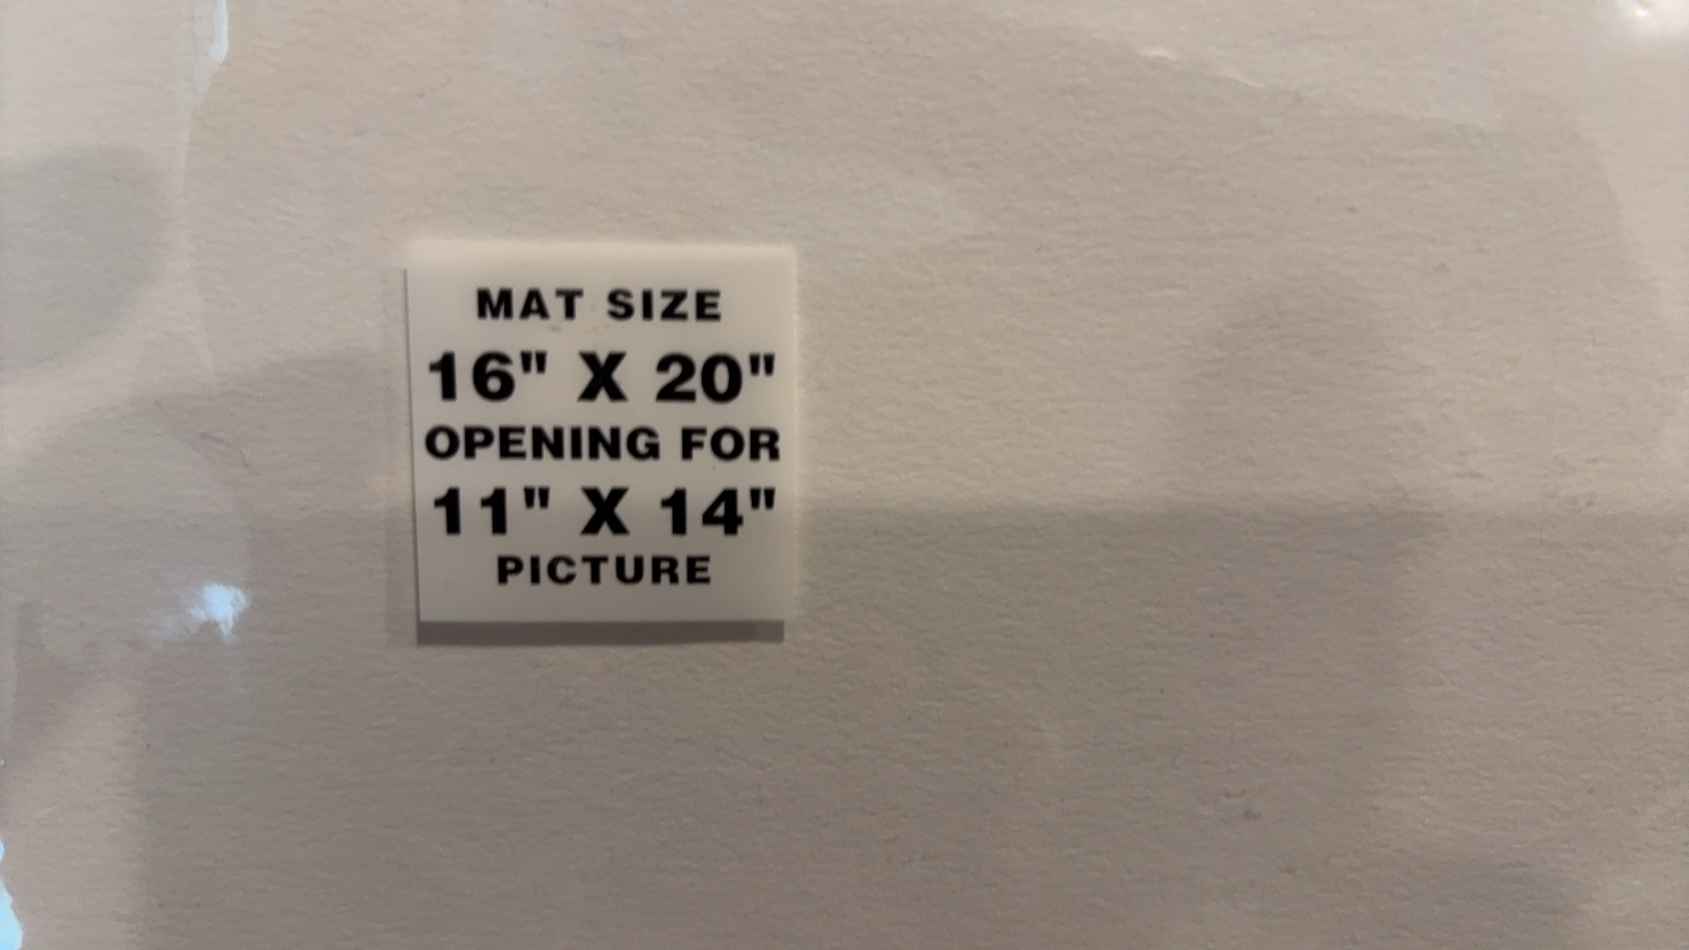 MAT SIZE
16" X 20"
OPENING FOR
11" X 14"
PICTURE